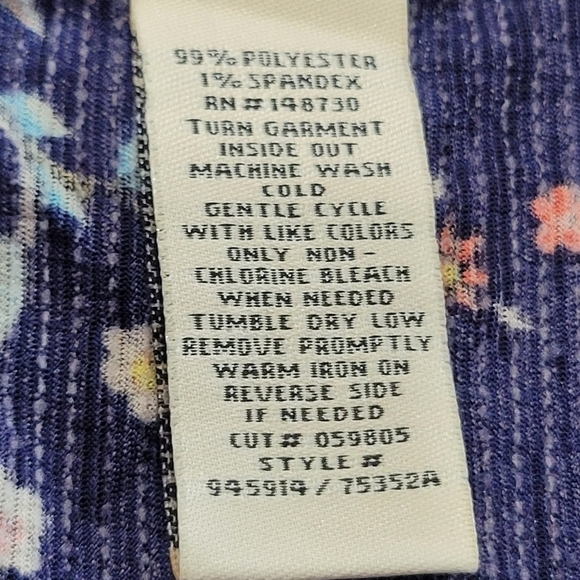 99% POLYESTER
1% SPANDEX
RN # 148730
TURN GARMENT
INSIDE OUT
MACHINE WASH
COLD
GENTLE CYCLE
WITH LIKE COLORS
ONLY NON-
CHLORINE BLEACH
WHEN NEEDED
TUMBLE DRY LOW
REMOVE PROMPTLY
WARM IRON ON
REVERSE SIDE
IF NEEDED
CUT # 059805
STYLE #
945914 / 75352A